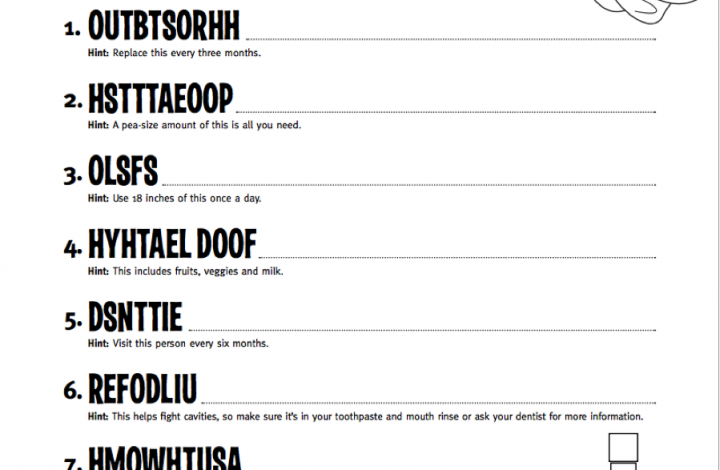 1. OUTBTSORHH
Hint: Replace this every three months.
2. HSTTTAEOOP
Hint: A pea-size amount of this is all you need.
3. OLSFS
Hint: Use 18 inches of this once a day.
4. HYHTAEL DOOF
Hint: This includes fruits, veggies and milk.
5. DSNTTIE
Hint: Visit this person every six months.
6. REFODLIU
Hint: This helps fight cavities, so make sure it's in your toothpaste and mouth rinse or ask your dentist for more information.
7. HMOWHTUSA